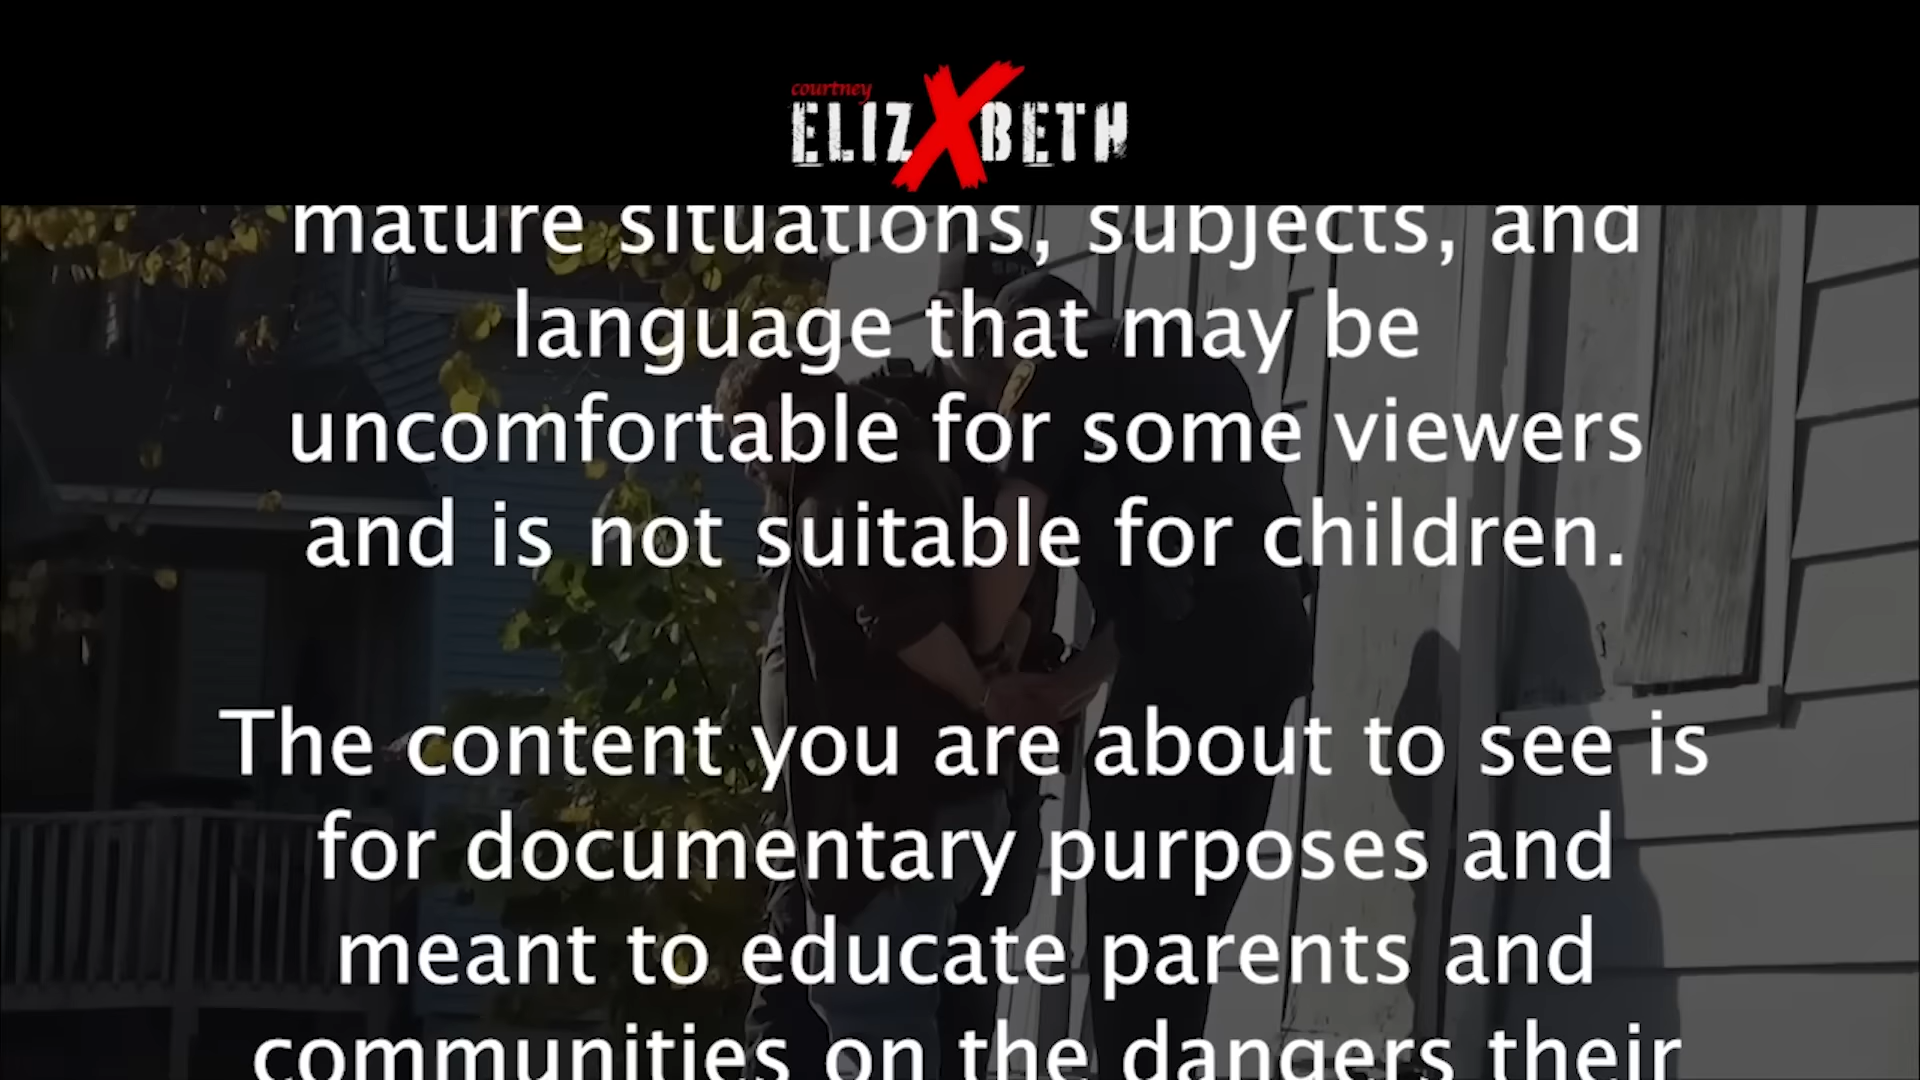 courtney
ELIZXBETH
mature situations, subjects, and
language that may be
uncomfortable for some viewers
and is not suitable for children.
The content you are about to see is
for documentary purposes and
meant to educate parents and
communities on the dangers their